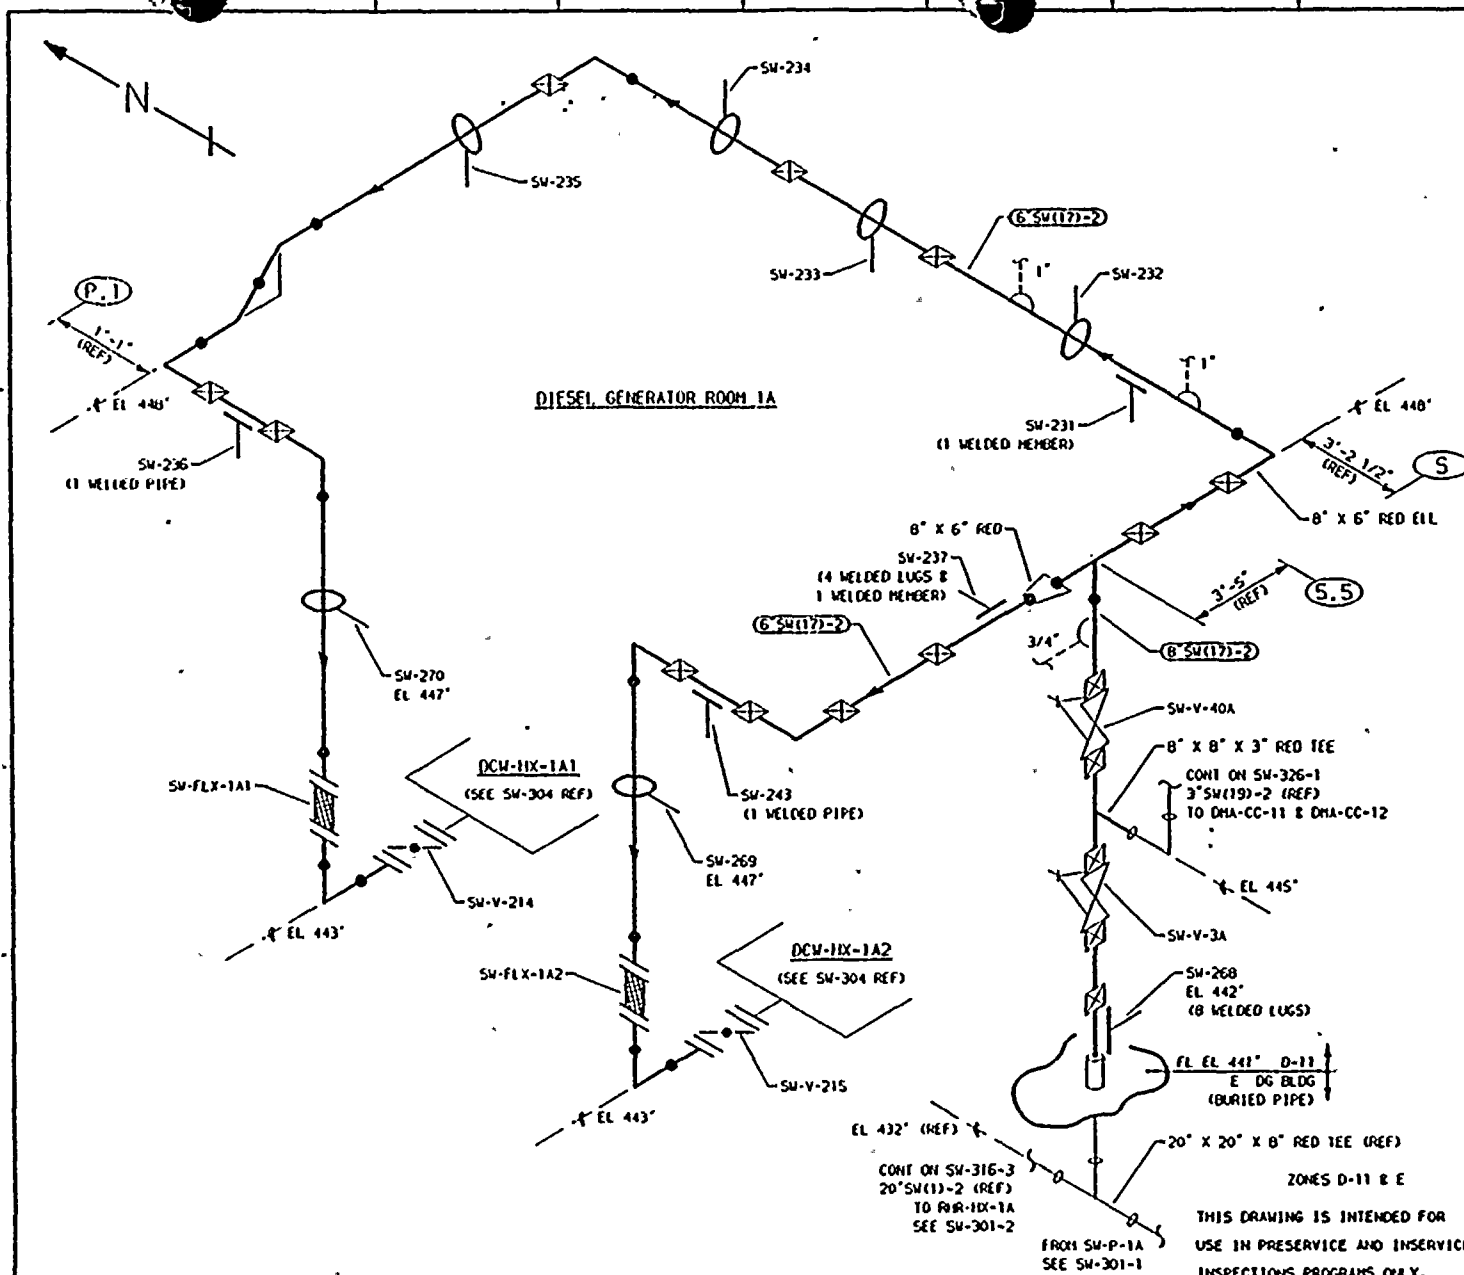 N
SW-234
SW-235
6"SW(17)-2
SW-233
1"
SW-232
P.1
1'-1"
(REF)
EL 448'
DIESEL GENERATOR ROOM 1A
1"
SW-231
(1 WELDED MEMBER)
EL 448'
3'-2 1/2"
(REF)
S
SW-236
(1 WELDED PIPE)
8" X 6" RED ELL
8" X 6" RED
SW-237
(4 WELDED LUGS &
1 WELDED MEMBER)
3'-5"
(REF)
S.5
6"SW(17)-2
3/4"
8"SW(17)-2
SW-270
EL 447'
SW-V-40A
8" X 8" X 3" RED TEE
CONT ON SW-326-1
3"SW(19)-2 (REF)
TO DMA-CC-11 & DMA-CC-12
DCW-HX-1A1
(SEE SW-304 REF)
SW-FLX-1A1
SW-243
(1 WELDED PIPE)
SW-269
EL 447'
SW-V-214
EL 445'
EL 443'
SW-V-3A
DCW-HX-1A2
(SEE SW-304 REF)
SW-FLX-1A2
SW-268
EL 442'
(8 WELDED LUGS)
FL EL 441' D-11
E DG BLDG
(BURIED PIPE)
SW-V-215
EL 443'
EL 432' (REF)
20" X 20" X 8" RED TEE (REF)
CONT ON SW-316-3
20"SW(1)-2 (REF)
TO RHR-HX-1A
SEE SW-301-2
ZONES D-11 & E
FROM SW-P-1A
SEE SW-301-1
THIS DRAWING IS INTENDED FOR
USE IN PRESERVICE AND INSERVICE
INSPECTIONS PROGRAMS ONLY.